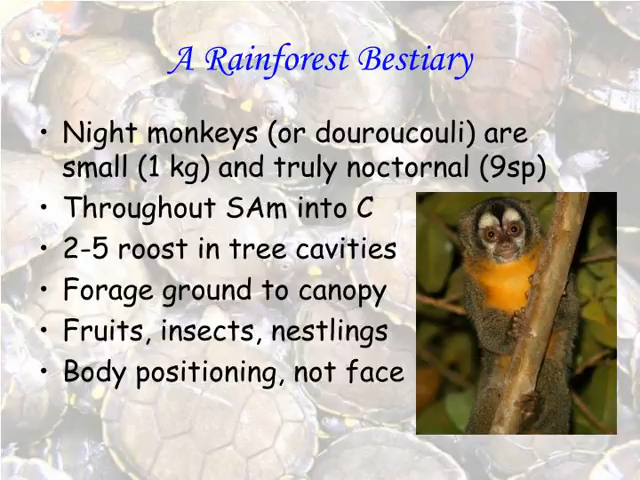 A Rainforest Bestiary
• Night monkeys (or douroucouli) are
small (1 kg) and truly noctornal (9sp)
• Throughout SAm into C
• 2-5 roost in tree cavities
• Forage ground to canopy
• Fruits, insects, nestlings
• Body positioning, not face